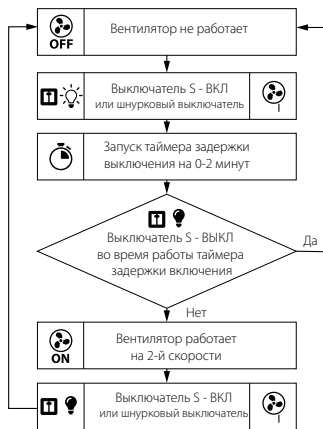 OFF
Вентилятор не работает
Выключатель S - ВКЛ
или шнурковый выключатель
Запуск таймера задержки
выключения на 0-2 минут
Выключатель S - ВЫКЛ
во время работы таймера
задержки включения
Да
Нет
ON
Вентилятор работает
на 2-й скорости
Выключатель S - ВКЛ
или шнурковый выключатель